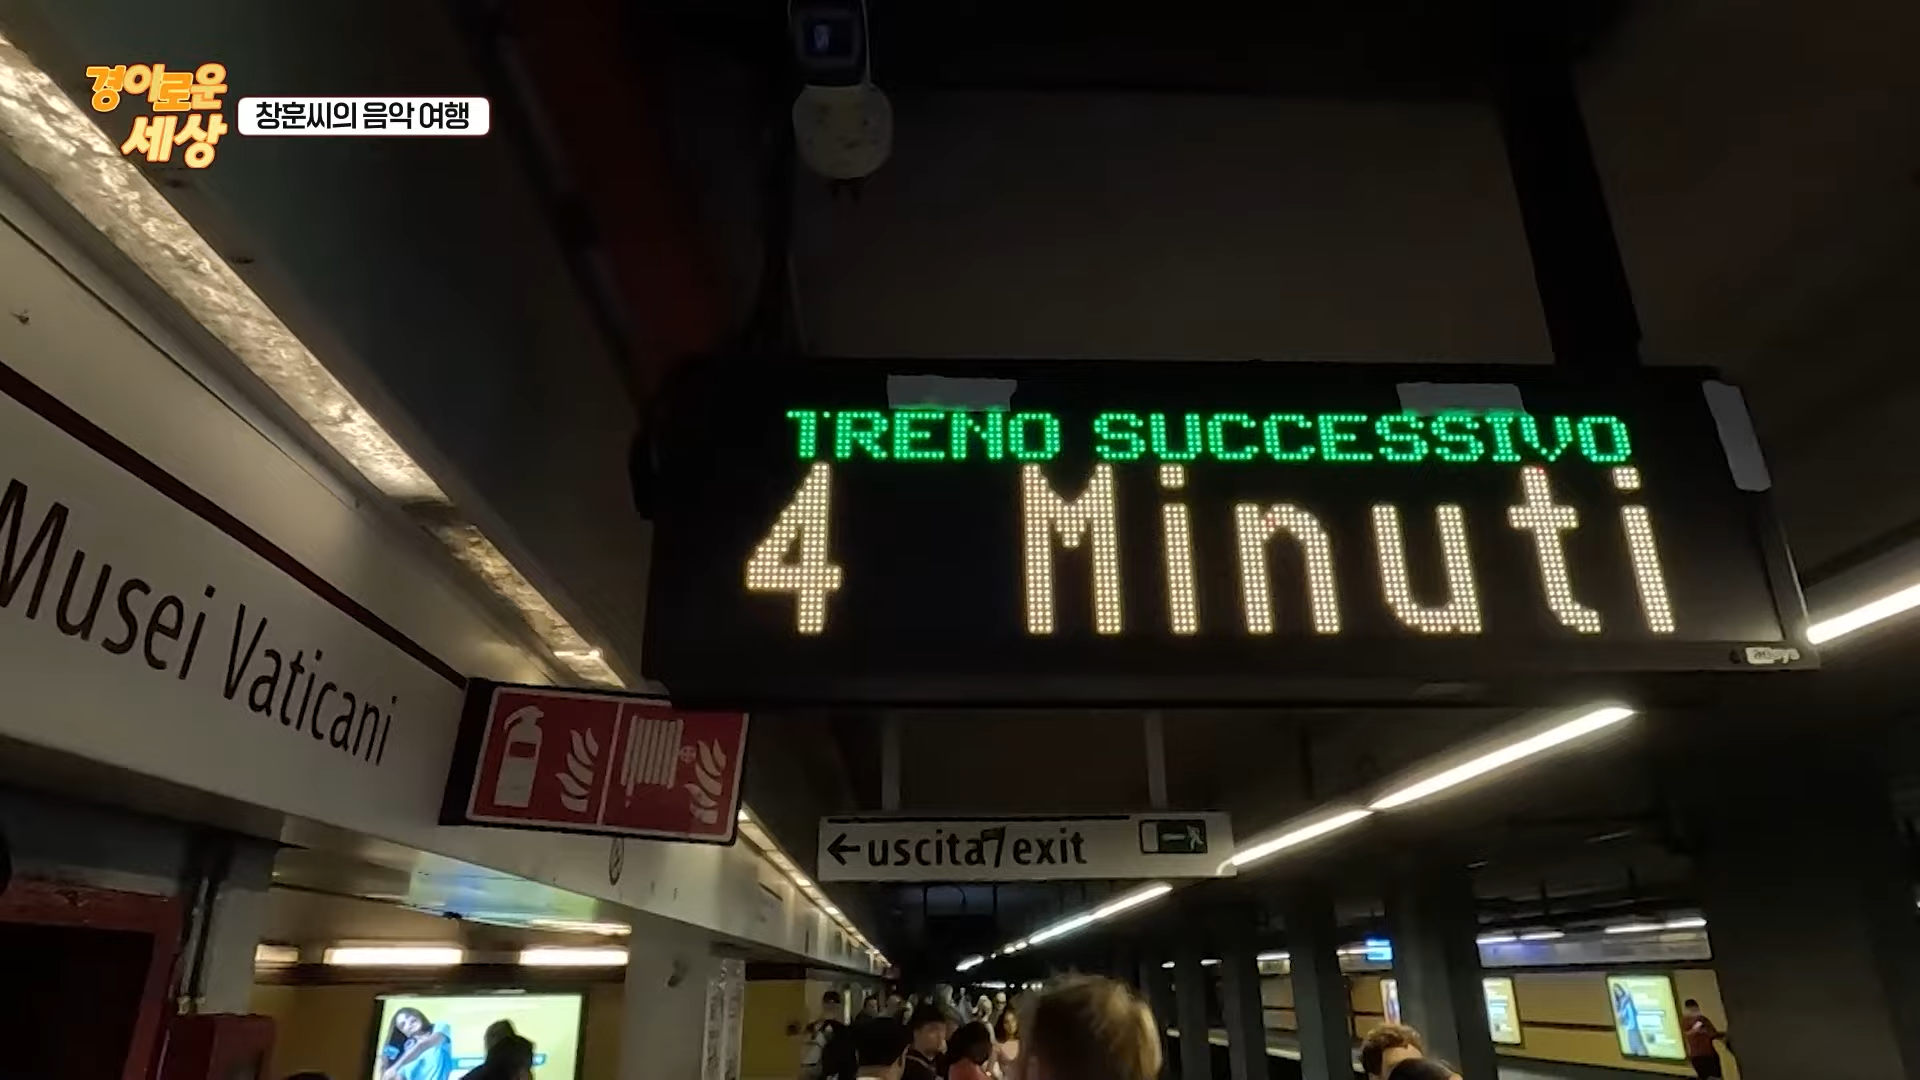 경이로운
세상
창훈씨의 음악 여행
TRENO SUCCESSIVO
4 Minuti
Musei Vaticani
←uscita/exit